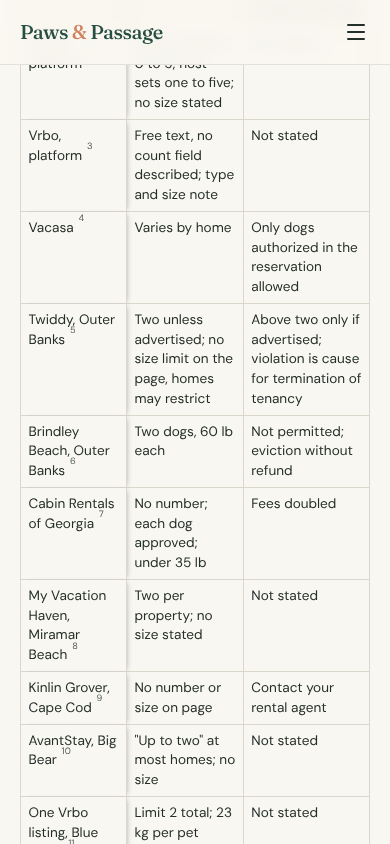 Paws & Passage
platform
0 to 5, host
sets one to five;
no size stated
Vrbo,
platform 3
Free text, no
count field
described; type
and size note
Not stated
Vacasa 4
Varies by home
Only dogs
authorized in the
reservation
allowed
Twiddy, Outer
Banks 5
Two unless
advertised; no
size limit on the
page, homes
may restrict
Above two only if
advertised;
violation is cause
for termination of
tenancy
Brindley
Beach, Outer
Banks 6
Two dogs, 60 lb
each
Not permitted;
eviction without
refund
Cabin Rentals
of Georgia 7
No number;
each dog
approved;
under 35 lb
Fees doubled
My Vacation
Haven,
Miramar
Beach 8
Two per
property; no
size stated
Not stated
Kinlin Grover,
Cape Cod 9
No number or
size on page
Contact your
rental agent
AvantStay, Big
Bear 10
"Up to two" at
most homes; no
size
Not stated
One Vrbo
listing, Blue
11
Limit 2 total; 23
kg per pet
Not stated